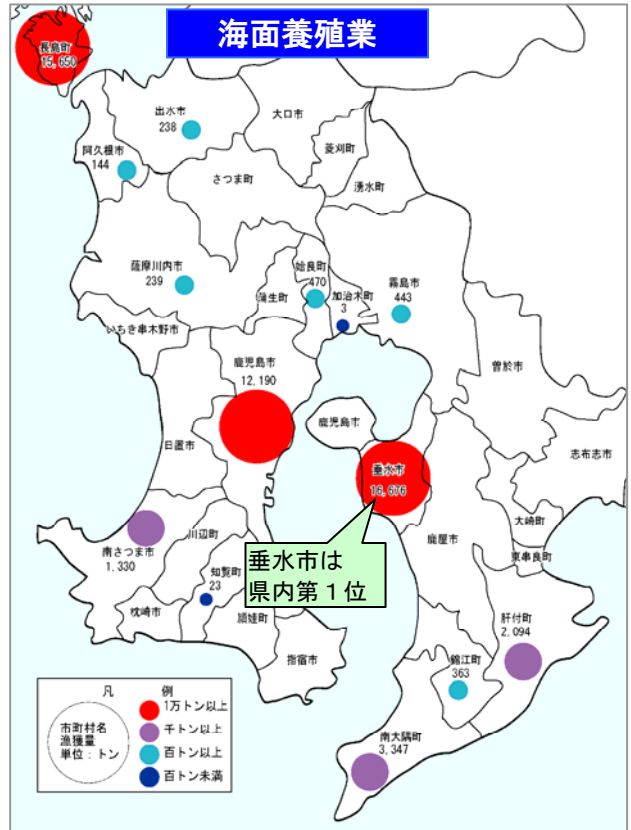 海面養殖業
長島町
15,650
出水市
238
大口市
阿久根市
144
菱刈町
さつま町
湧水町
薩摩川内市
239
姶良町
470
蒲生町
加治木町
3
霧島市
443
いちき串木野市
鹿児島市
12,190
曽於市
鹿児島市
日置市
垂水市
16,676
志布志市
大崎町
鹿屋市
東串良町
南さつま市
1,330
川辺町
知覧町
23
垂水市は
県内第１位
枕崎市
頴娃町
指宿市
肝付町
2,094
錦江町
363
南大隅町
3,347
凡　例
市町村名
漁獲量
単位：トン
1万トン以上
千トン以上
百トン以上
百トン未満